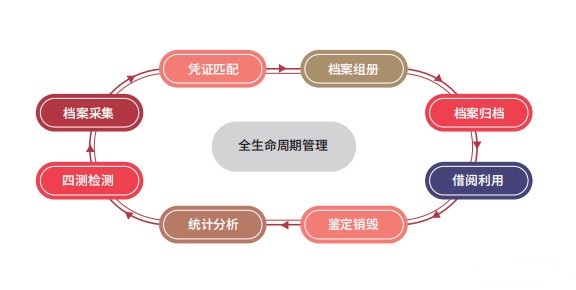 凭证匹配
档案组册
档案采集
档案归档
全生命周期管理
四测检测
借阅利用
统计分析
鉴定销毁